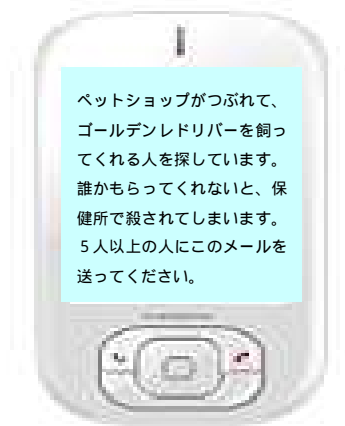 ペットショップがつぶれて、
ゴールデンレドリバーを飼っ
てくれる人を探しています。
誰かもらってくれないと、保
健所で殺されてしまいます。
５人以上の人にこのメールを
送ってください。